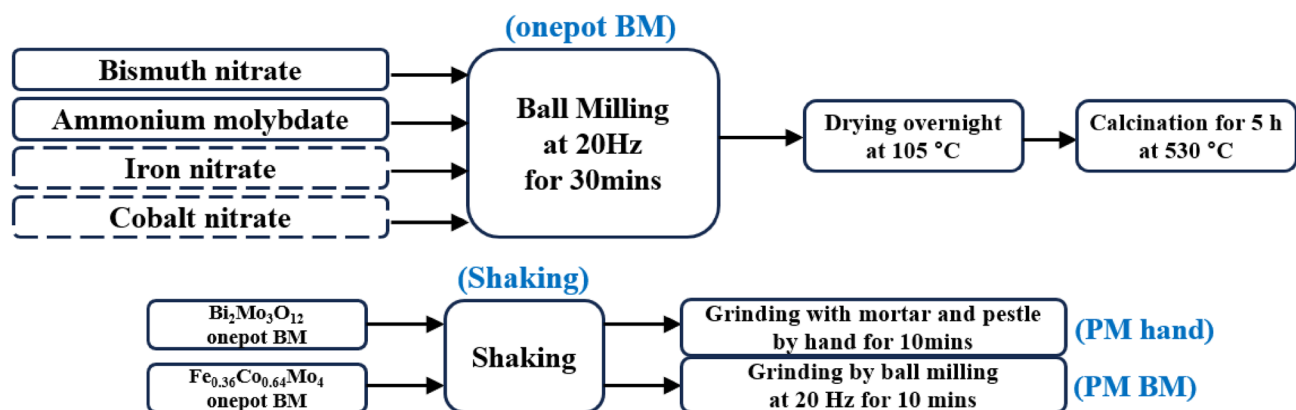 (onepot BM)
Bismuth nitrate
Ammonium molybdate
Iron nitrate
Cobalt nitrate
Ball Milling
at 20Hz
for 30mins
Drying overnight
at 105 °C
Calcination for 5 h
at 530 °C
(Shaking)
Bi₂Mo₃O₁₂
onepot BM
Fe₀.₃₆Co₀.₆₄Mo₄
onepot BM
Shaking
Grinding with mortar and pestle
by hand for 10mins
(PM hand)
Grinding by ball milling
at 20 Hz for 10 mins
(PM BM)